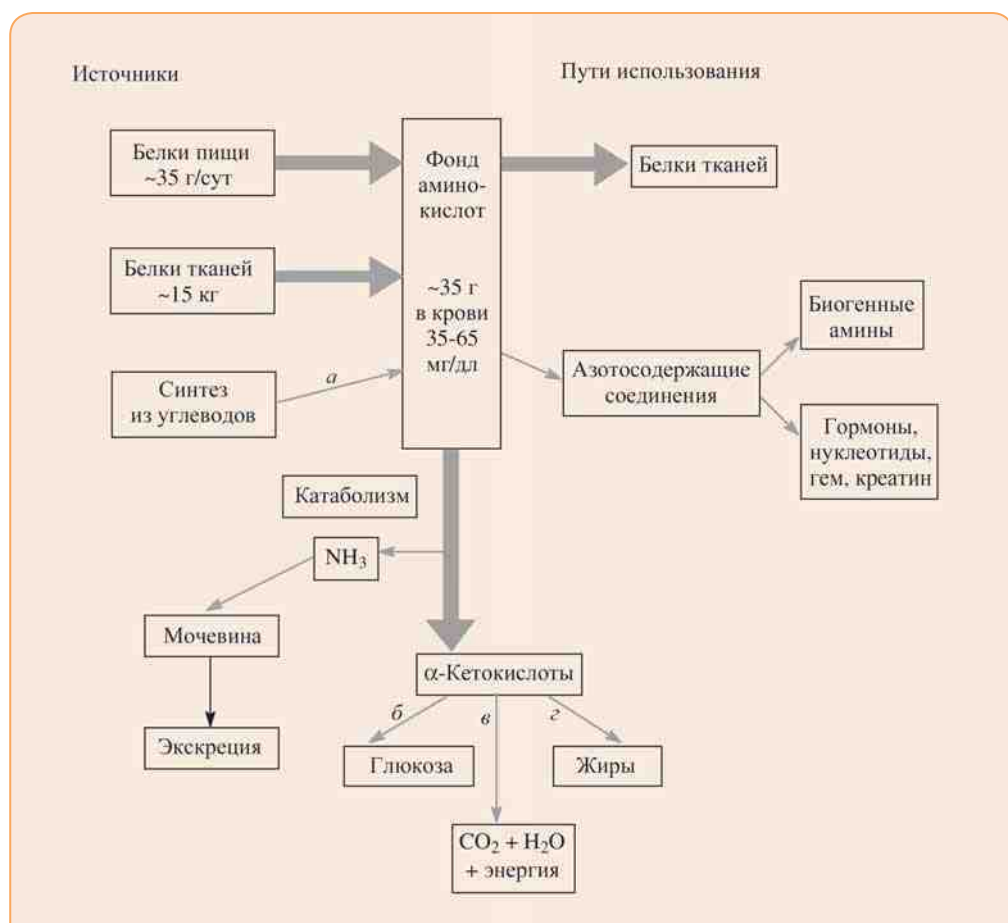 Источники
Пути использования
Белки пищи
~35 г/сут
Фонд
амино-
кислот
~35 г
в крови
35-65
мг/дл
Белки тканей
Белки тканей
~15 кг
Биогенные
амины
Синтез
из углеводов
а
Азотосодержащие
соединения
Гормоны,
нуклеотиды,
гем, креатин
Катаболизм
NH₃
Мочевина
Экскреция
α-Кетокислоты
б
в
г
Глюкоза
Жиры
CO₂ + H₂O
+ энергия